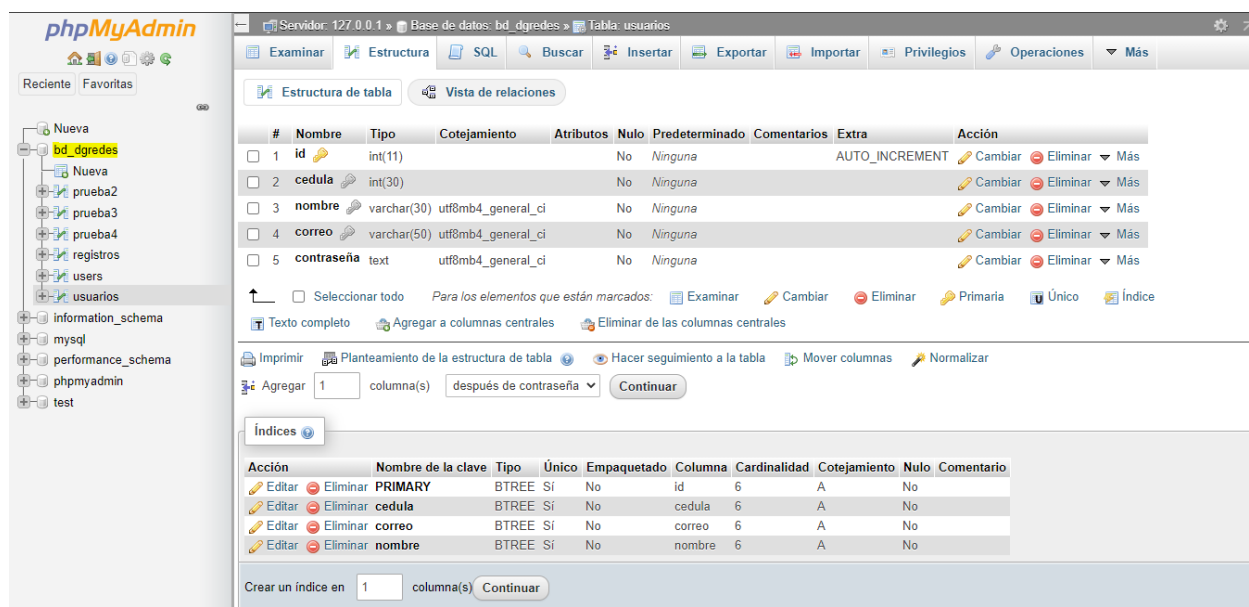 phpMyAdmin
Reciente Favoritas
Nueva
bd_dgredes
Nueva
prueba2
prueba3
prueba4
registros
users
usuarios
information_schema
mysql
performance_schema
phpmyadmin
test
Servidor: 127.0.0.1 » Base de datos: bd_dgredes » Tabla: usuarios
Examinar Estructura SQL Buscar Insertar Exportar Importar Privilegios Operaciones Más
Estructura de tabla Vista de relaciones
# Nombre Tipo Cotejamiento Atributos Nulo Predeterminado Comentarios Extra Acción
1 id int(11) No Ninguna AUTO_INCREMENT Cambiar Eliminar Más
2 cedula int(30) No Ninguna Cambiar Eliminar Más
3 nombre varchar(30) utf8mb4_general_ci No Ninguna Cambiar Eliminar Más
4 correo varchar(50) utf8mb4_general_ci No Ninguna Cambiar Eliminar Más
5 contraseña text utf8mb4_general_ci No Ninguna Cambiar Eliminar Más
Seleccionar todo Para los elementos que están marcados: Examinar Cambiar Eliminar Primaria Único Índice
Texto completo Agregar a columnas centrales Eliminar de las columnas centrales
Imprimir Planteamiento de la estructura de tabla Hacer seguimiento a la tabla Mover columnas Normalizar
Agregar 1 columna(s) después de contraseña Continuar
Índices
Acción Nombre de la clave Tipo Único Empaquetado Columna Cardinalidad Cotejamiento Nulo Comentario
Editar Eliminar PRIMARY BTREE Sí No id 6 A No
Editar Eliminar cedula BTREE Sí No cedula 6 A No
Editar Eliminar correo BTREE Sí No correo 6 A No
Editar Eliminar nombre BTREE Sí No nombre 6 A No
Crear un índice en 1 columna(s) Continuar